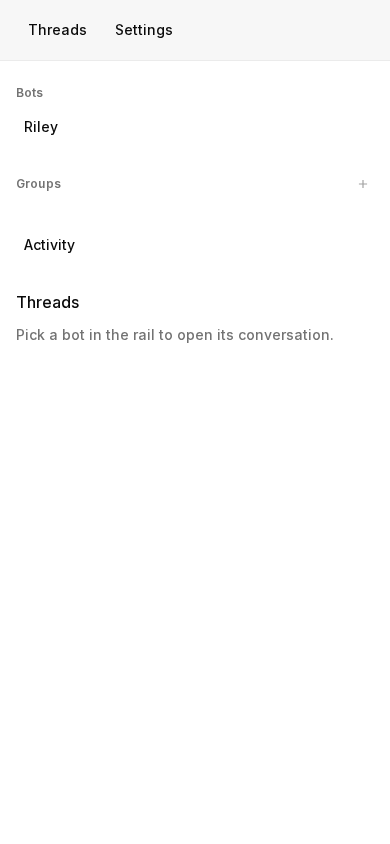 Threads Settings
Bots
Riley
Groups +
Activity
Threads
Pick a bot in the rail to open its conversation.